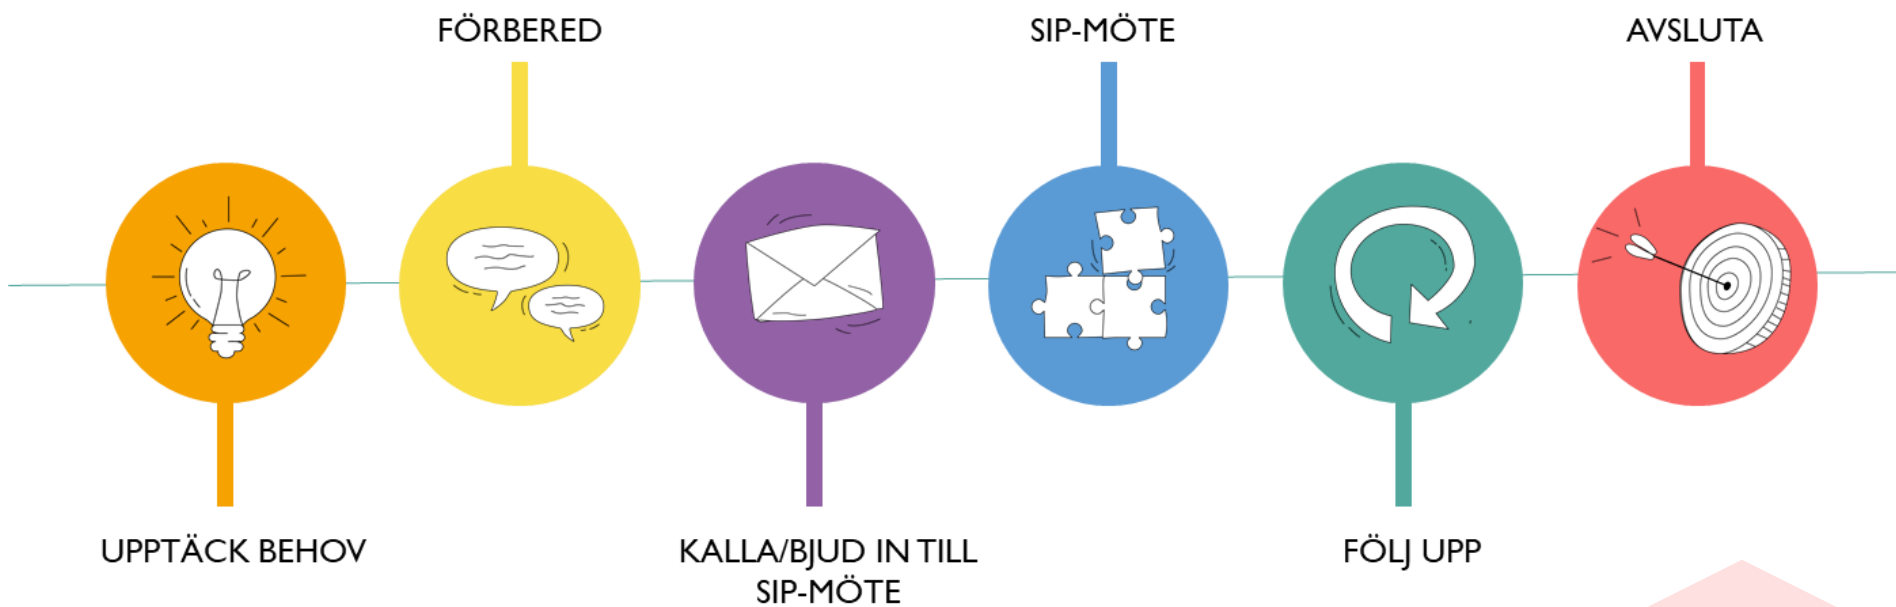 UPPTÄCK BEHOV
FÖRBERED
KALLA/BJUD IN TILL
SIP-MÖTE
SIP-MÖTE
FÖLJ UPP
AVSLUTA